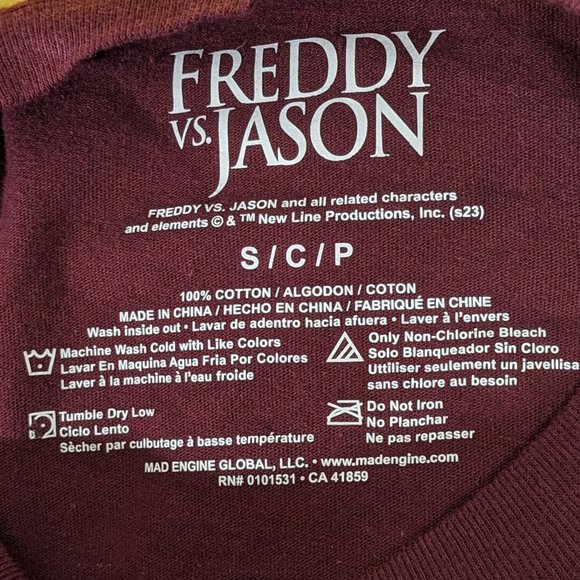 FREDDY
VS. JASON
FREDDY VS. JASON and all related characters
and elements © & ™ New Line Productions, Inc. (s23)
S / C / P
100% COTTON / ALGODON / COTON
MADE IN CHINA / HECHO EN CHINA / FABRIQUÉ EN CHINE
Wash inside out • Lavar de adentro hacia afuera • Laver à l'envers
Machine Wash Cold with Like Colors
Lavar En Maquina Agua Fria Por Colores
Laver à la machine à l'eau froide
Only Non-Chlorine Bleach
Solo Blanqueador Sin Cloro
Utiliser seulement un javellisa
sans chlore au besoin
Tumble Dry Low
Ciclo Lento
Sècher par culbutage à basse température
Do Not Iron
No Planchar
Ne pas repasser
MAD ENGINE GLOBAL, LLC. • www.madengine.com
RN# 0101531 • CA 41859